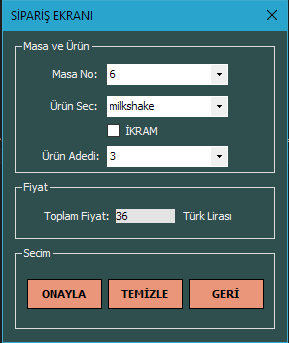 SİPARİŞ EKRANI
Masa ve Ürün
Masa No: 6
Ürün Sec: milkshake
İKRAM
Ürün Adedi: 3
Fiyat
Toplam Fiyat: 36 Türk Lirası
Secim
ONAYLA TEMİZLE GERİ